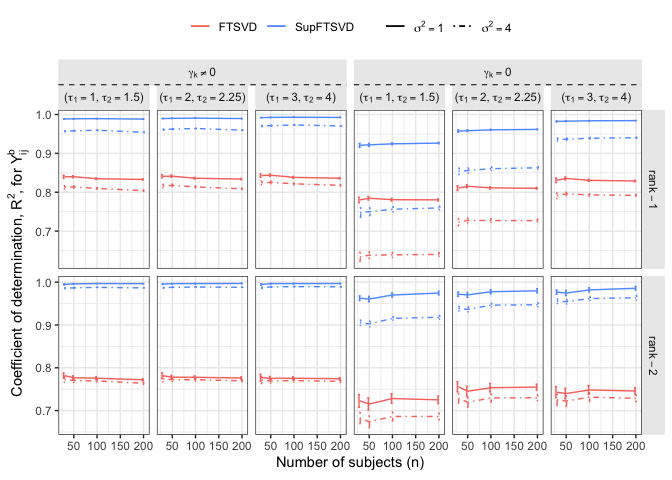 FTSVD SupFTSVD σ² = 1 σ² = 4
γₖ ≠ 0 γₖ = 0
(τ₁ = 1, τ₂ = 1.5) (τ₁ = 2, τ₂ = 2.25) (τ₁ = 3, τ₂ = 4) (τ₁ = 1, τ₂ = 1.5) (τ₁ = 2, τ₂ = 2.25) (τ₁ = 3, τ₂ = 4)
Coefficient of determination, R², for Yᵇᵢⱼ
1.0
0.9
0.8
0.7
rank − 1
1.0
0.9
0.8
0.7
rank − 2
50 100 150 200 50 100 150 200 50 100 150 200 50 100 150 200 50 100 150 200 50 100 150 200
Number of subjects (n)